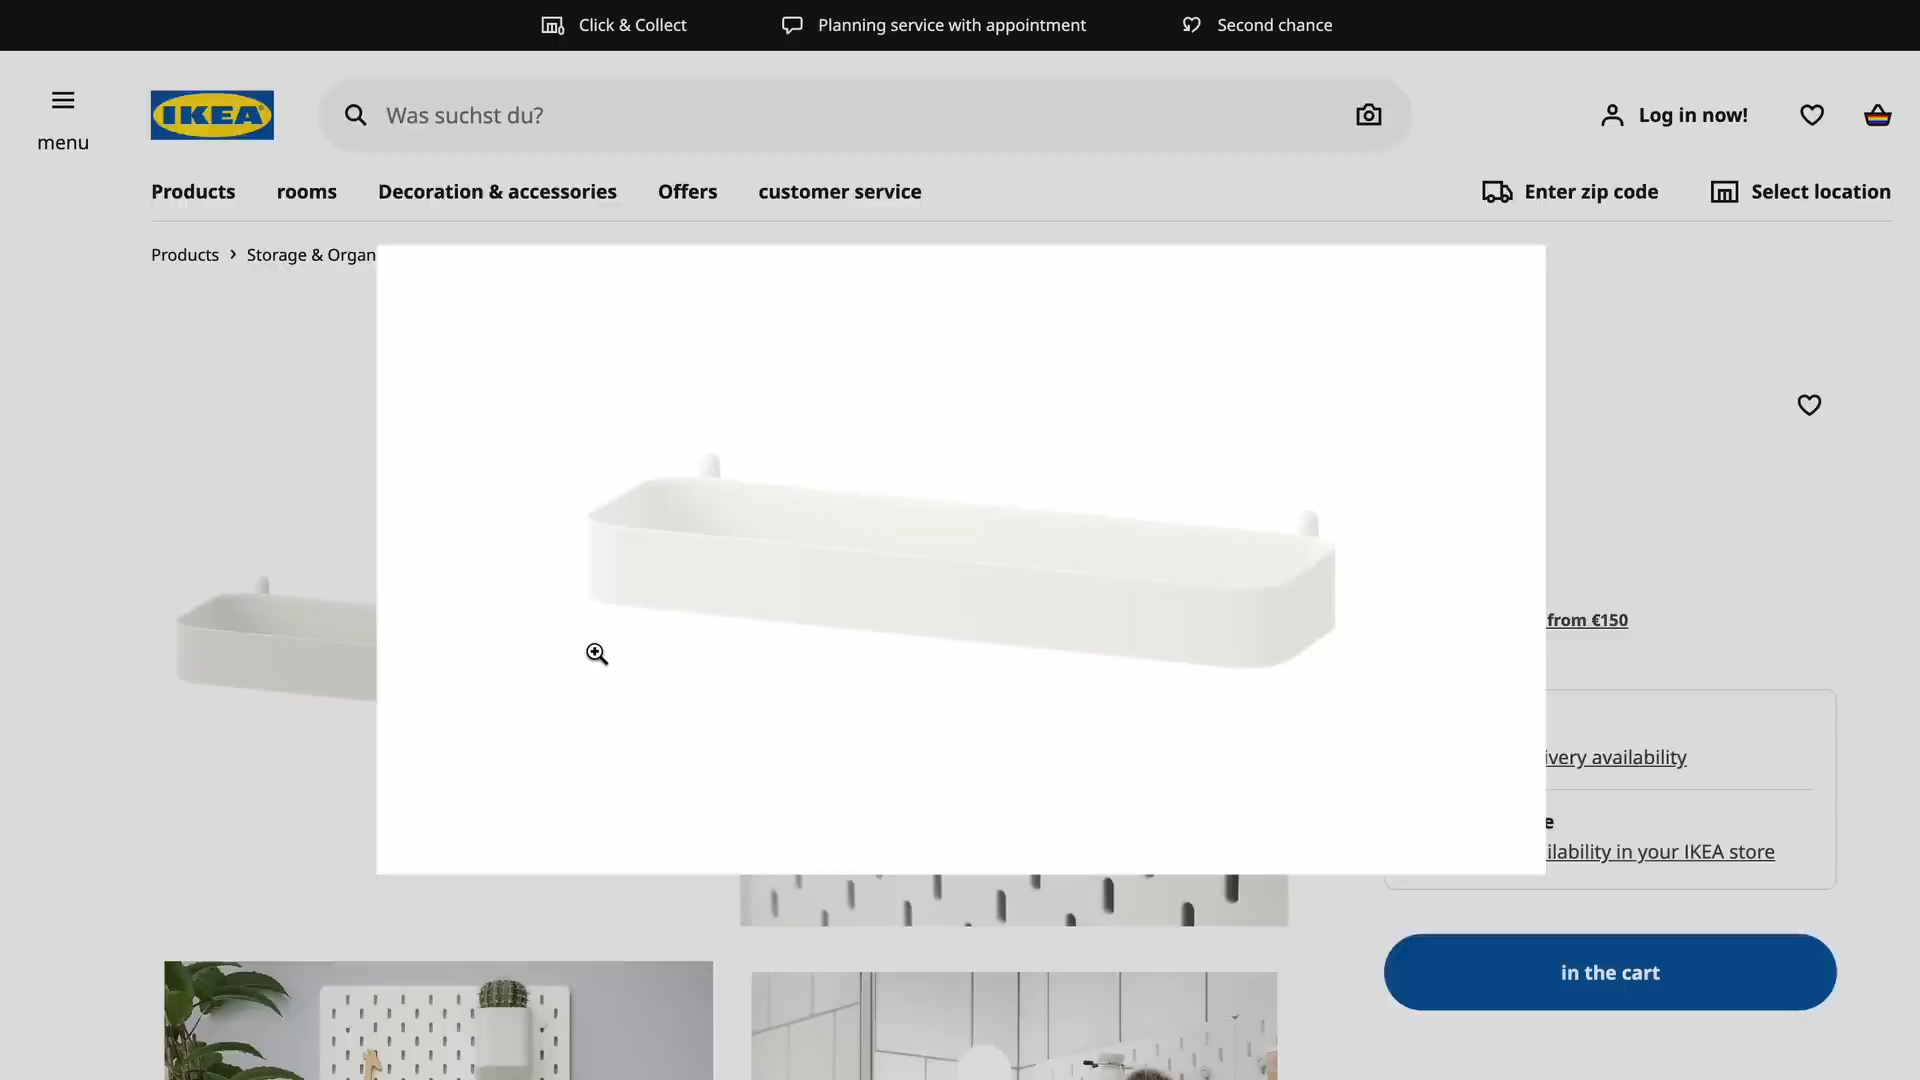 Click & Collect
Planning service with appointment
Second chance
menu
IKEA
Was suchst du?
Log in now!
Products
rooms
Decoration & accessories
Offers
customer service
Enter zip code
Select location
Products > Storage & Organ
from €150
ivery availability
e
ilability in your IKEA store
in the cart